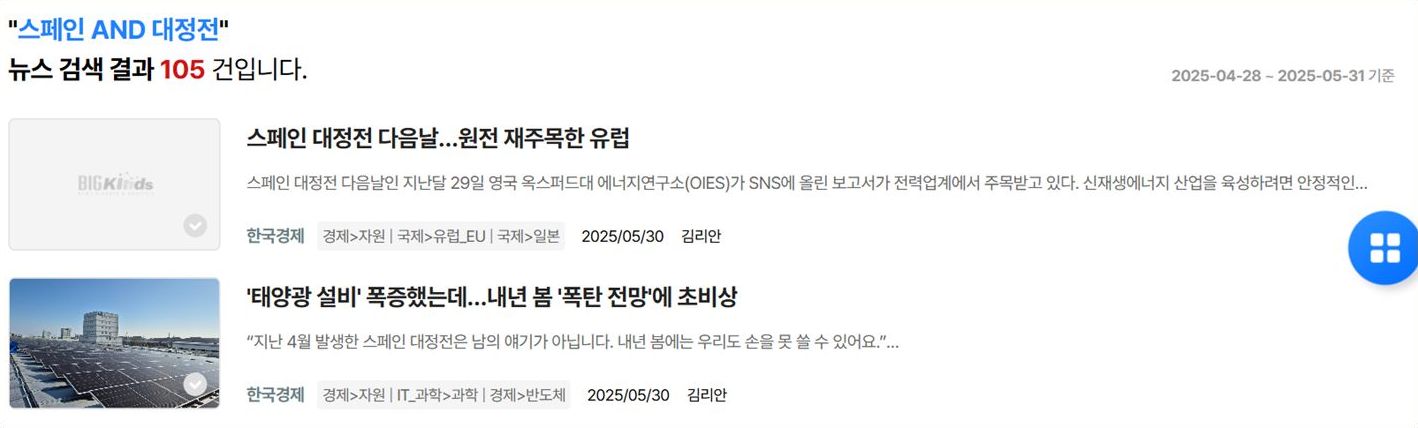 "스페인 AND 대정전"
뉴스 검색 결과 105 건입니다.
2025-04-28 ~ 2025-05-31 기준
BIGKinds
스페인 대정전 다음날…원전 재주목한 유럽
스페인 대정전 다음날인 지난달 29일 영국 옥스퍼드대 에너지연구소(OIES)가 SNS에 올린 보고서가 전력업계에서 주목받고 있다. 신재생에너지 산업을 육성하려면 안정적인...
한국경제 경제>자원 | 국제>유럽_EU | 국제>일본 2025/05/30 김리안
'태양광 설비' 폭증했는데…내년 봄 '폭탄 전망'에 초비상
“지난 4월 발생한 스페인 대정전은 남의 얘기가 아닙니다. 내년 봄에는 우리도 손을 못 쓸 수 있어요.”...
한국경제 경제>자원 | IT_과학>과학 | 경제>반도체 2025/05/30 김리안